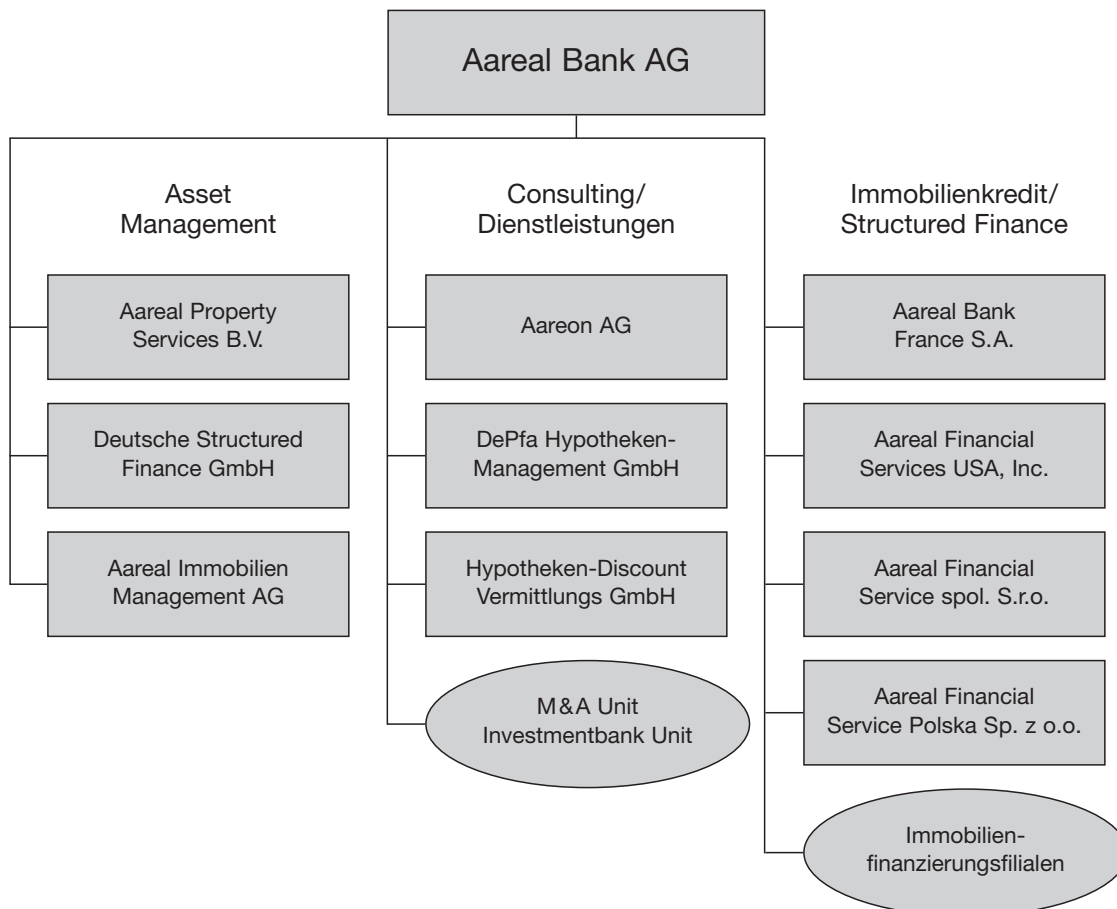 Aareal Bank AG
Asset
Management
Aareal Property
Services B.V.
Deutsche Structured
Finance GmbH
Aareal Immobilien
Management AG
Consulting/
Dienstleistungen
Aareon AG
DePfa Hypotheken-
Management GmbH
Hypotheken-Discount
Vermittlungs GmbH
M&A Unit
Investmentbank Unit
Immobilienkredit/
Structured Finance
Aareal Bank
France S.A.
Aareal Financial
Services USA, Inc.
Aareal Financial
Service spol. S.r.o.
Aareal Financial
Service Polska Sp. z o.o.
Immobilien-
finanzierungsfilialen